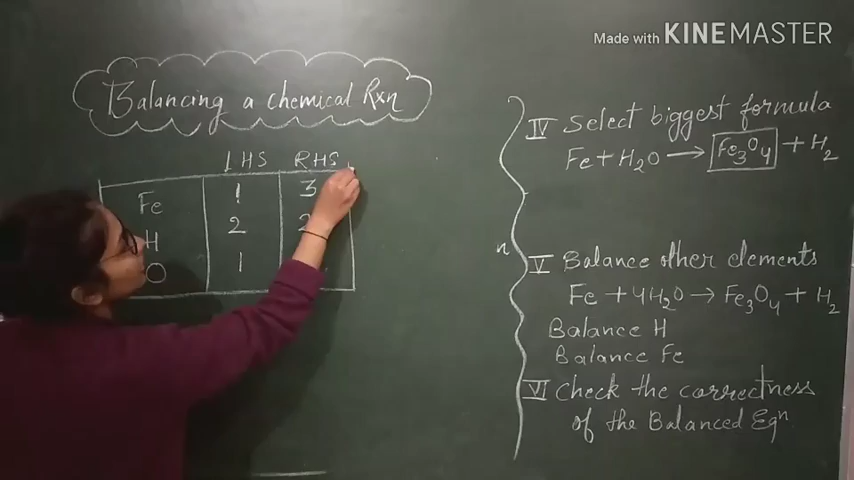 Made with KINEMASTER
Balancing a chemical Rxn
LHS RHS
Fe 1 3
H 2 2
O 1
IV Select biggest formula
Fe + H2O → Fe3O4 + H2
V Balance other elements
Fe + 4H2O → Fe3O4 + H2
Balance H
Balance Fe
VI Check the correctness
of the Balanced Eqn